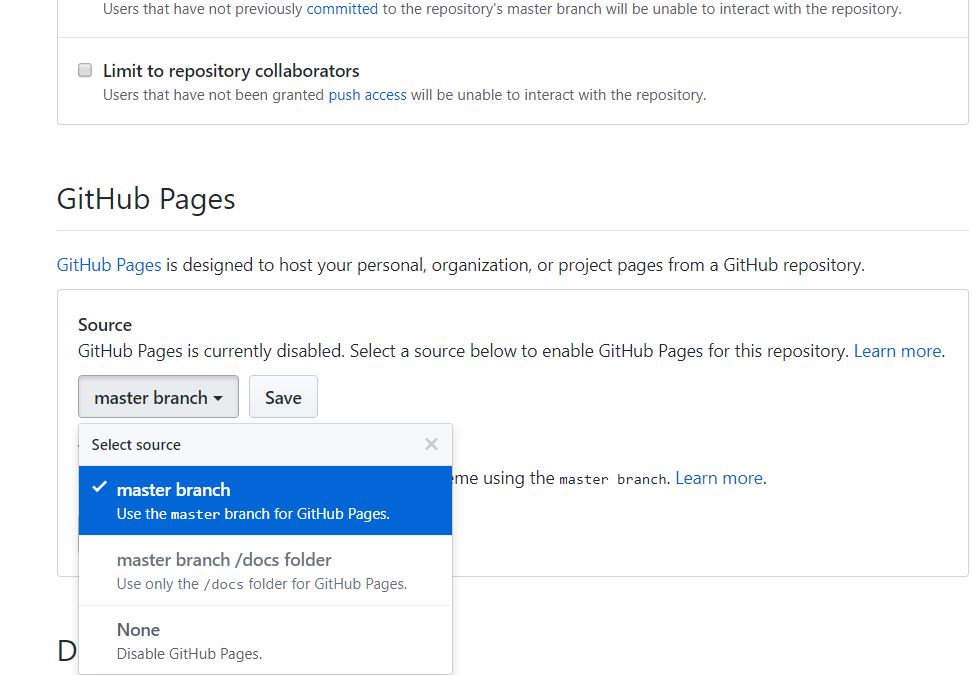 Users that have not previously committed to the repository's master branch will be unable to interact with the repository.
Limit to repository collaborators
Users that have not been granted push access will be unable to interact with the repository.
GitHub Pages
GitHub Pages is designed to host your personal, organization, or project pages from a GitHub repository.
Source
GitHub Pages is currently disabled. Select a source below to enable GitHub Pages for this repository. Learn more.
master branch Save
Select source
master branch
Use the master branch for GitHub Pages.
using the master branch. Learn more.
master branch /docs folder
Use only the /docs folder for GitHub Pages.
None
Disable GitHub Pages.